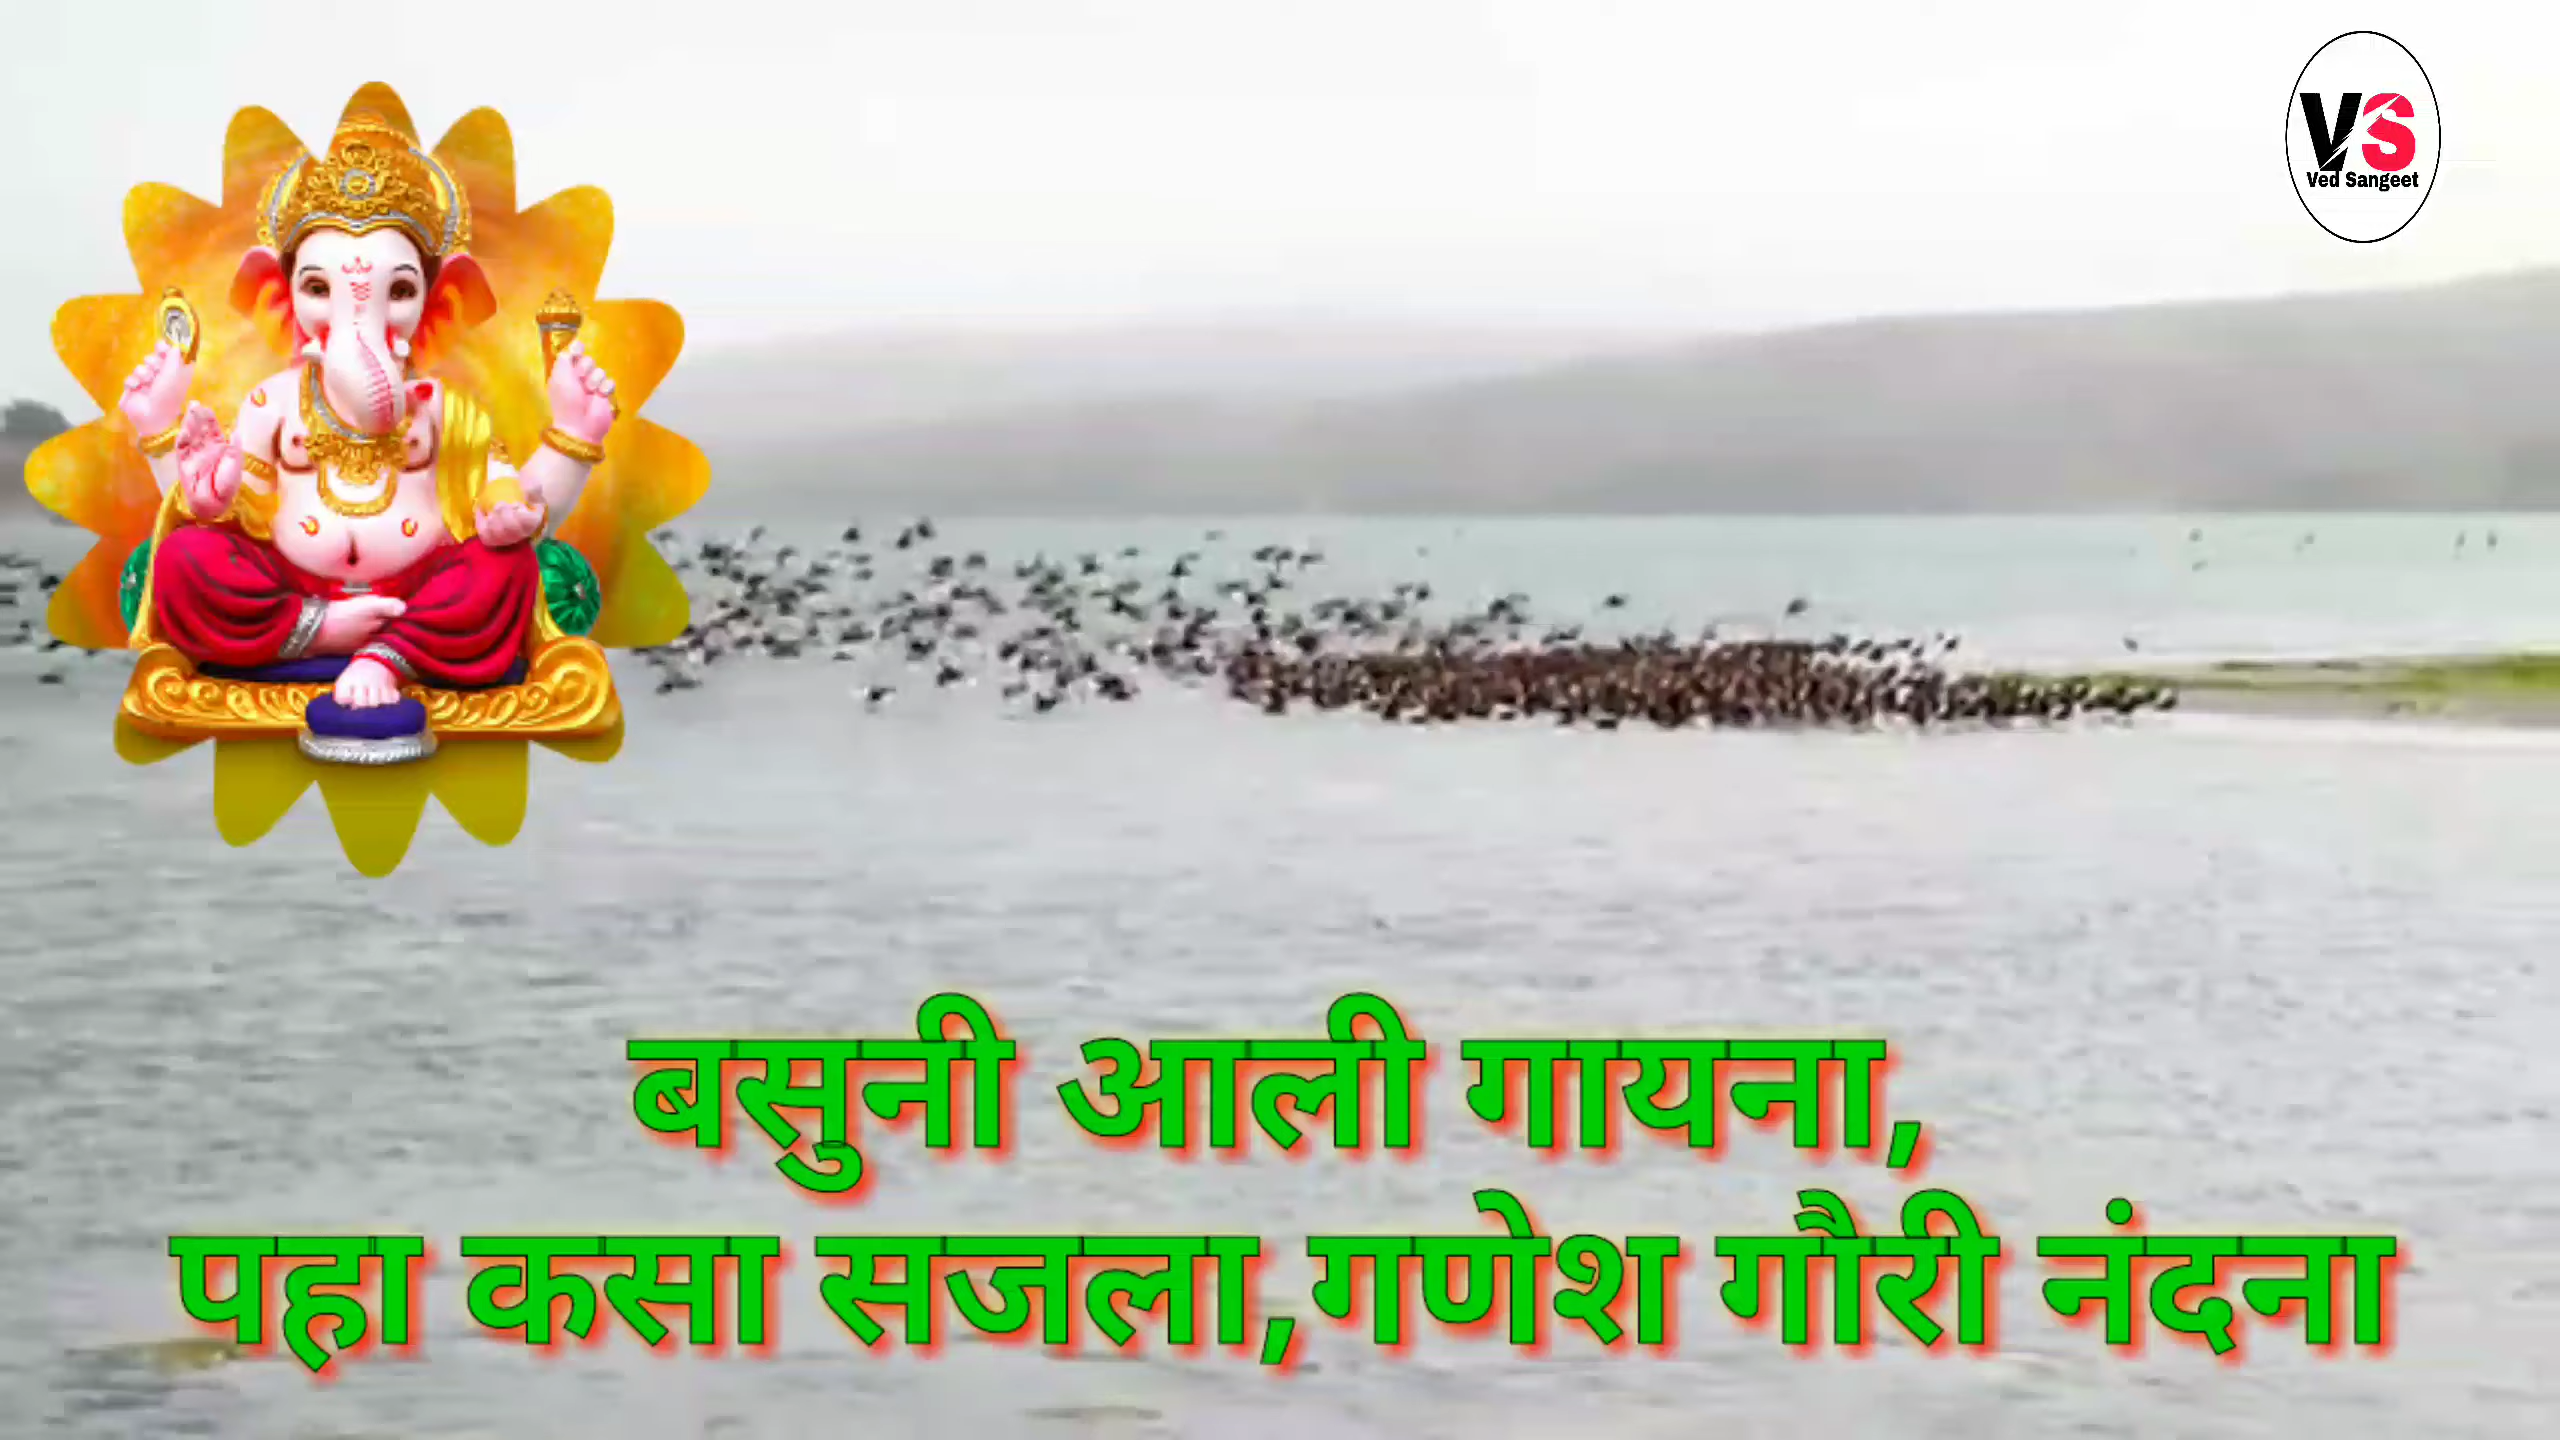 VS
Ved Sangeet
बसुनी आली गायना,
पहा कसा सजला,गणेश गौरी नंदना